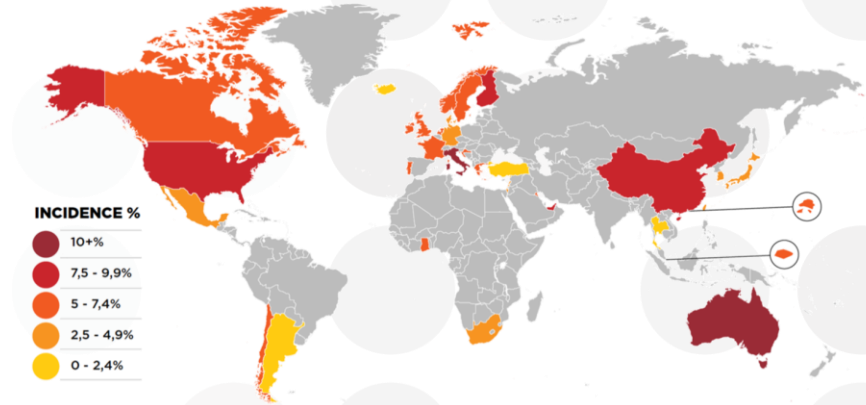 INCIDENCE %
10+%
7,5 - 9,9%
5 - 7,4%
2,5 - 4,9%
0 - 2,4%